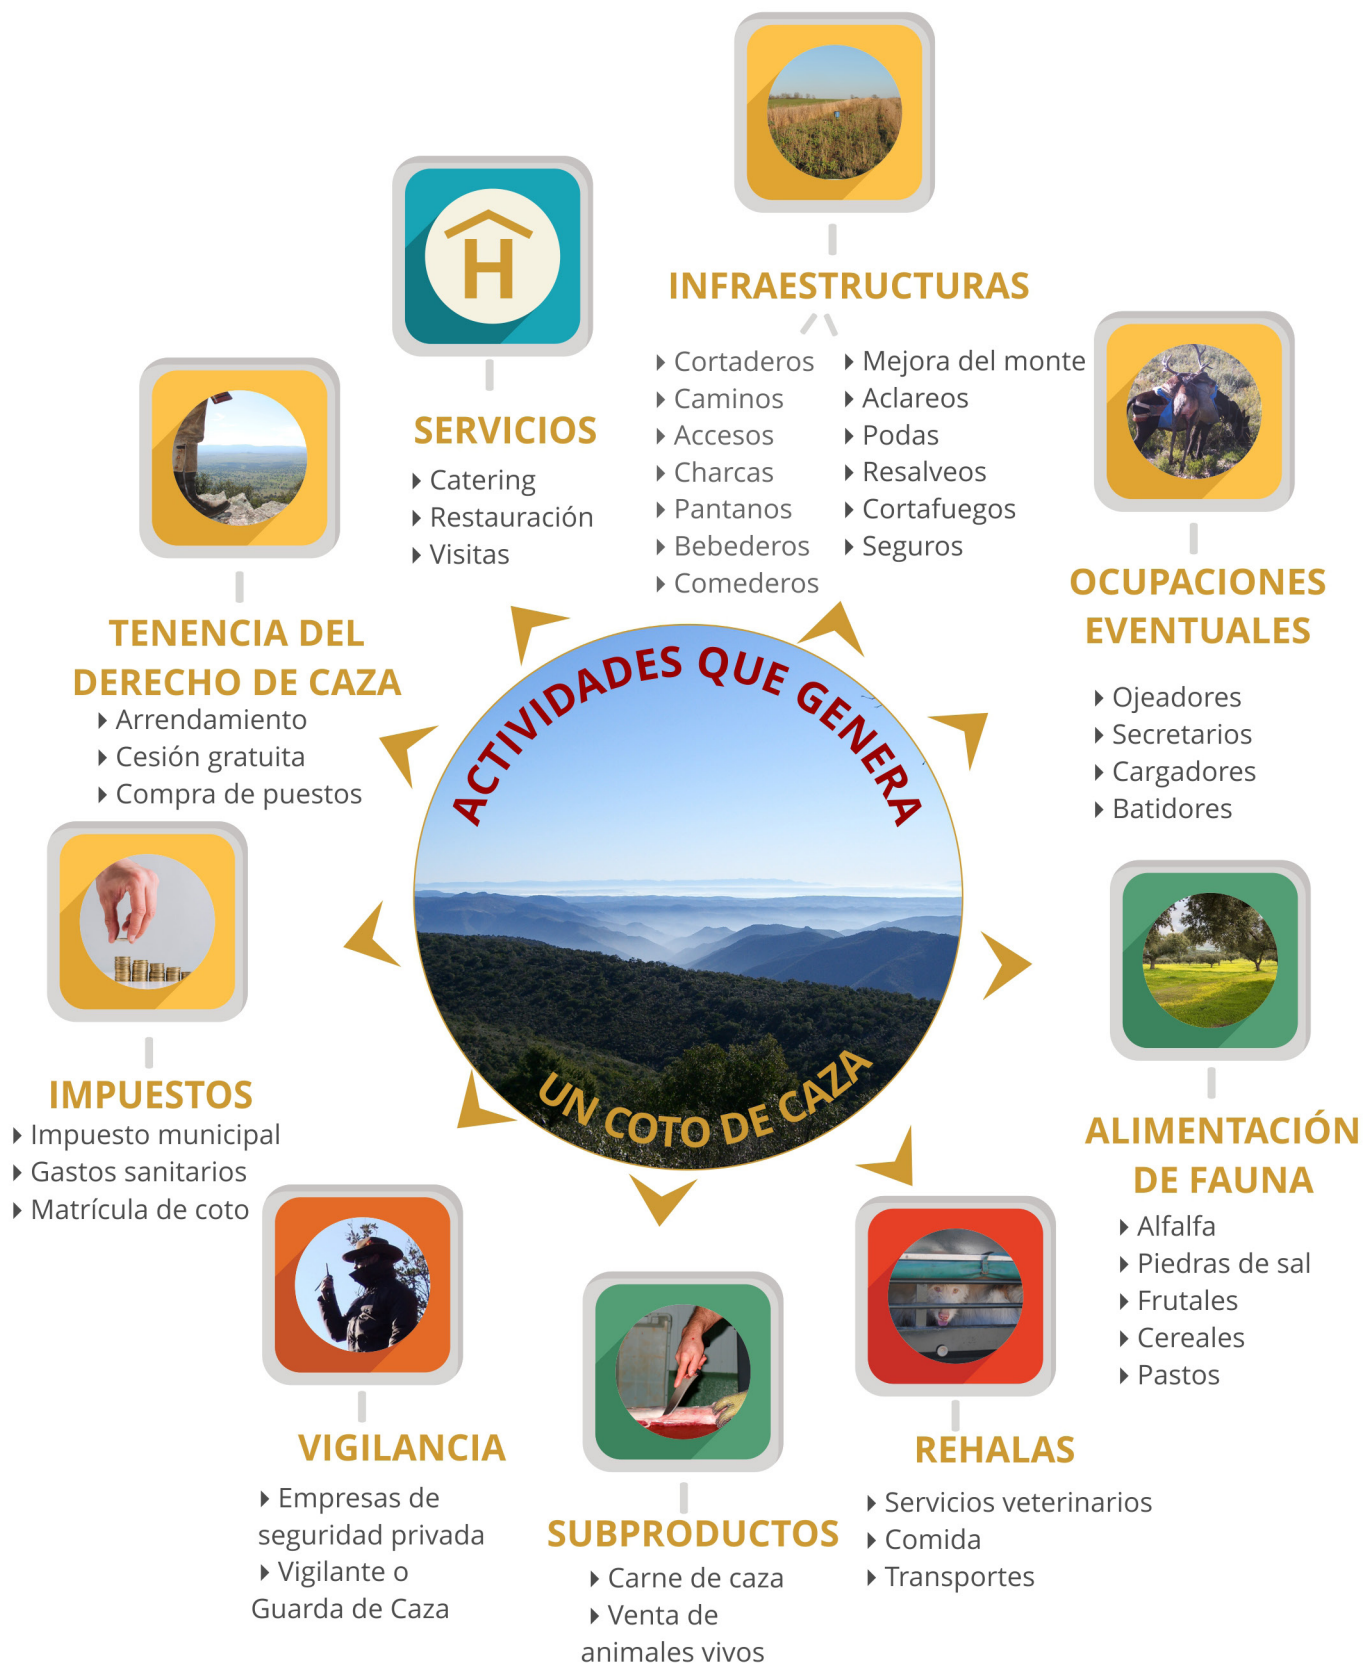 ACTIVIDADES QUE GENERA
UN COTO DE CAZA
INFRAESTRUCTURAS
Cortaderos
Caminos
Accesos
Charcas
Pantanos
Bebederos
Comederos
Mejora del monte
Aclareos
Podas
Resalveos
Cortafuegos
Seguros
OCUPACIONES
EVENTUALES
Ojeadores
Secretarios
Cargadores
Batidores
ALIMENTACIÓN
DE FAUNA
Alfalfa
Piedras de sal
Frutales
Cereales
Pastos
REHALAS
Servicios veterinarios
Comida
Transportes
SUBPRODUCTOS
Carne de caza
Venta de
animales vivos
VIGILANCIA
Empresas de
seguridad privada
Vigilante o
Guarda de Caza
IMPUESTOS
Impuesto municipal
Gastos sanitarios
Matrícula de coto
TENENCIA DEL
DERECHO DE CAZA
Arrendamiento
Cesión gratuita
Compra de puestos
H
SERVICIOS
Catering
Restauración
Visitas